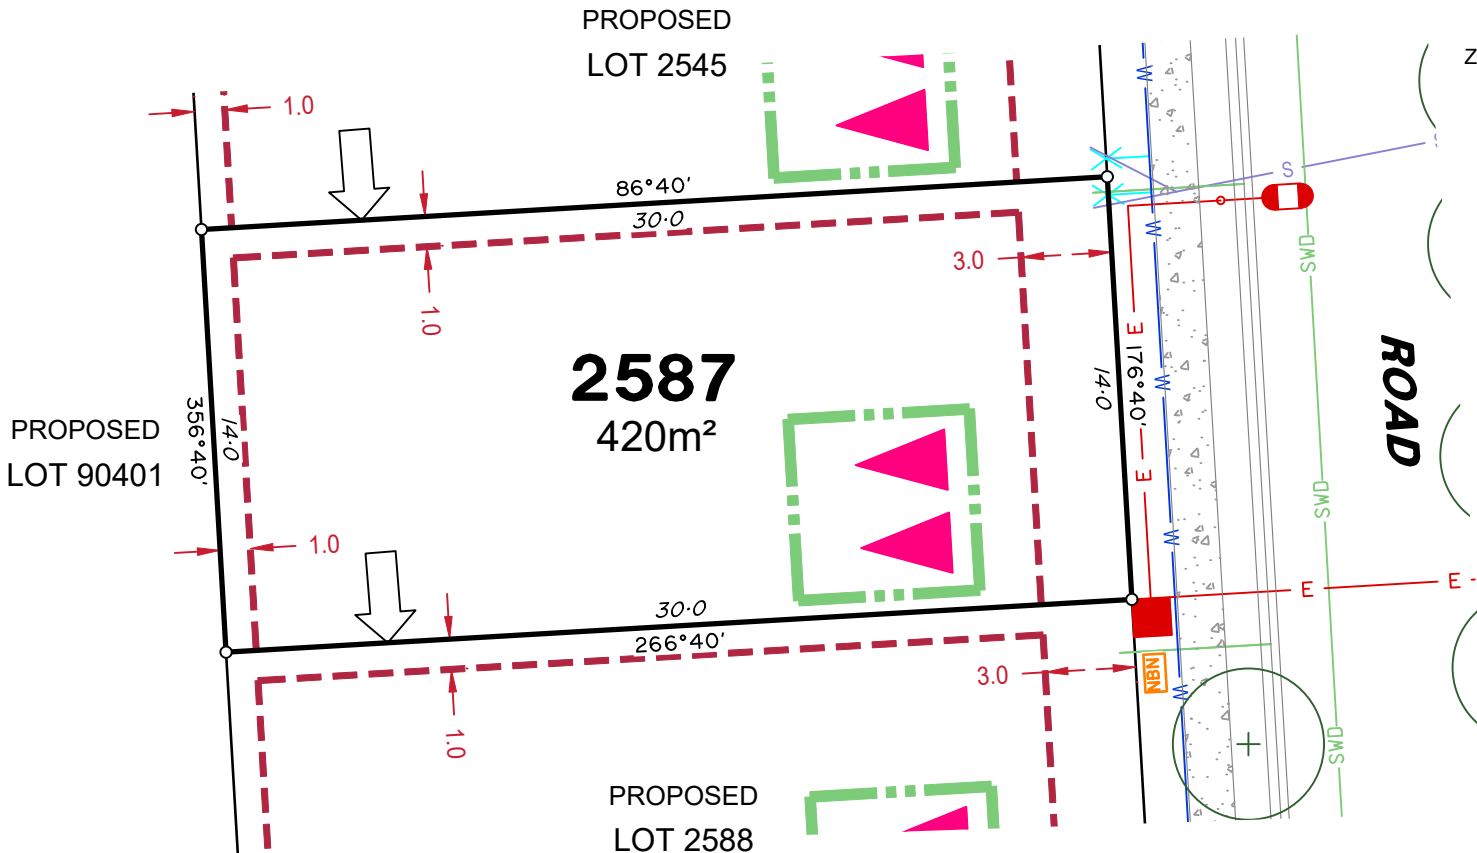 PROPOSED
LOT 2545
Z
1.0
86°40'
30·0
S
W
3.0
1.0
SWD
W
E
176°40'
14·0
2587
420m²
ROAD
PROPOSED
LOT 90401
356°40'
14·0
W
E
SWD
W
1.0
30·0
266°40'
E
E
3.0
NBN
W
1.0
SWD
PROPOSED
LOT 2588